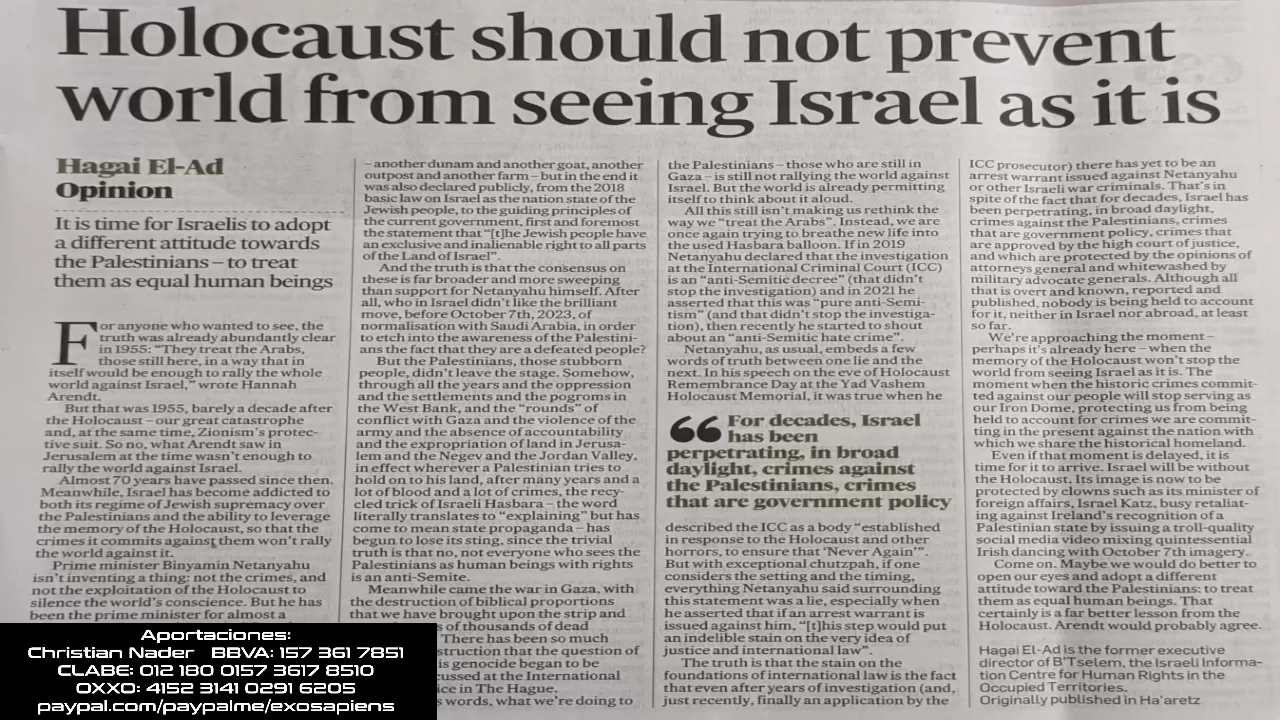 Holocaust should not prevent
world from seeing Israel as it is
Hagai El-Ad
Opinion
It is time for Israelis to adopt
a different attitude towards
the Palestinians – to treat
them as equal human beings
For anyone who wanted to see, the
truth was already abundantly clear
in 1955: “They treat the Arabs,
those still here, in a way that in
itself would be enough to rally the whole
world against Israel,” wrote Hannah
Arendt.
But that was 1955, barely a decade after
the Holocaust – our great catastrophe
and, at the same time, Zionism’s protec-
tive suit. So no, what Arendt saw in
Jerusalem at the time wasn’t enough to
rally the world against Israel.
Almost 70 years have passed since then.
Meanwhile, Israel has become addicted to
both its regime of Jewish supremacy over
the Palestinians and the ability to leverage
the memory of the Holocaust, so that the
crimes it commits against them won’t rally
the world against it.
Prime minister Binyamin Netanyahu
isn’t inventing a thing: not the crimes, and
not the exploitation of the Holocaust to
silence the world’s conscience. But he has
been the prime minister for almost a
– another dunam and another goat, another
outpost and another farm – but in the end it
was also declared publicly, from the 2018
basic law on Israel as the nation state of the
Jewish people, to the guiding principles of
the current government, first and foremost
the statement that “[t]he Jewish people have
an exclusive and inalienable right to all parts
of the Land of Israel”.
And the truth is that the consensus on
these is far broader and more sweeping
than support for Netanyahu himself. After
all, who in Israel didn’t like the brilliant
move, before October 7th, 2023, of
normalisation with Saudi Arabia, in order
to etch into the awareness of the Palestini-
ans the fact that they are a defeated people?
But the Palestinians, those stubborn
people, didn’t leave the stage. Somehow,
through all the years and the oppression
and the settlements and the pogroms in
the West Bank, and the “rounds” of
conflict with Gaza and the violence of the
army and the absence of accountability
and the expropriation of land in Jerusa-
lem and the Negev and the Jordan Valley,
in effect wherever a Palestinian tries to
hold on to his land, after many years and a
lot of blood and a lot of crimes, the recy-
cled trick of Israeli Hasbara – the word
literally translates to “explaining” but has
come to mean state propaganda – has
begun to lose its sting, since the trivial
truth is that no, not everyone who sees the
Palestinians as human beings with rights
is an anti-Semite.
Meanwhile came the war in Gaza, with
the destruction of biblical proportions
that we have brought upon the strip and
s of thousands of dead
There has been so much
struction that the question of
is genocide began to be
cussed at the International
ice in The Hague.
s words, what we’re doing to
the Palestinians – those who are still in
Gaza – is still not rallying the world against
Israel. But the world is already permitting
itself to think about it aloud.
All this still isn’t making us rethink the
way we “treat the Arabs”. Instead, we are
once again trying to breathe new life into
the used Hasbara balloon. If in 2019
Netanyahu declared that the investigation
at the International Criminal Court (ICC)
is an “anti-Semitic decree” (that didn’t
stop the investigation) and in 2021 he
asserted that this was “pure anti-Semi-
tism” (and that didn’t stop the investiga-
tion), then recently he started to shout
about an “anti-Semitic hate crime”.
Netanyahu, as usual, embeds a few
words of truth between one lie and the
next. In his speech on the eve of Holocaust
Remembrance Day at the Yad Vashem
Holocaust Memorial, it was true when he
“For decades, Israel
has been
perpetrating, in broad
daylight, crimes against
the Palestinians, crimes
that are government policy
described the ICC as a body “established
in response to the Holocaust and other
horrors, to ensure that ‘Never Again’”.
But with exceptional chutzpah, if one
considers the setting and the timing,
everything Netanyahu said surrounding
this statement was a lie, especially when
he asserted that if an arrest warrant is
issued against him, “[t]his step would put
an indelible stain on the very idea of
justice and international law”.
The truth is that the stain on the
foundations of international law is the fact
that even after years of investigation (and,
just recently, finally an application by the
ICC prosecutor) there has yet to be an
arrest warrant issued against Netanyahu
or other Israeli war criminals. That’s in
spite of the fact that for decades, Israel has
been perpetrating, in broad daylight,
crimes against the Palestinians, crimes
that are government policy, crimes that
are approved by the high court of justice,
and which are protected by the opinions of
attorneys general and whitewashed by
military advocate generals. Although all
that is overt and known, reported and
published, nobody is being held to account
for it, neither in Israel nor abroad, at least
so far.
We’re approaching the moment –
perhaps it’s already here – when the
memory of the Holocaust won’t stop the
world from seeing Israel as it is. The
moment when the historic crimes commit-
ted against our people will stop serving as
our Iron Dome, protecting us from being
held to account for crimes we are commit-
ting in the present against the nation with
which we share the historical homeland.
Even if that moment is delayed, it is
time for it to arrive. Israel will be without
the Holocaust. Its image is now to be
protected by clowns such as its minister of
foreign affairs, Israel Katz, busy retaliat-
ing against Ireland’s recognition of a
Palestinian state by issuing a troll-quality
social media video mixing quintessential
Irish dancing with October 7th imagery.
Come on. Maybe we would do better to
open our eyes and adopt a different
attitude toward the Palestinians: to treat
them as equal human beings. That
certainly is a far better lesson from the
Holocaust. Arendt would probably agree.
Hagai El-Ad is the former executive
director of B’Tselem, the Israeli Informa-
tion Centre for Human Rights in the
Occupied Territories.
Originally published in Ha’aretz
Aportaciones:
Christian Nader BBVA: 157 361 7851
CLABE: 012 180 0157 3617 8510
OXXO: 4152 3141 0291 6205
paypal.com/paypalme/exosapiens